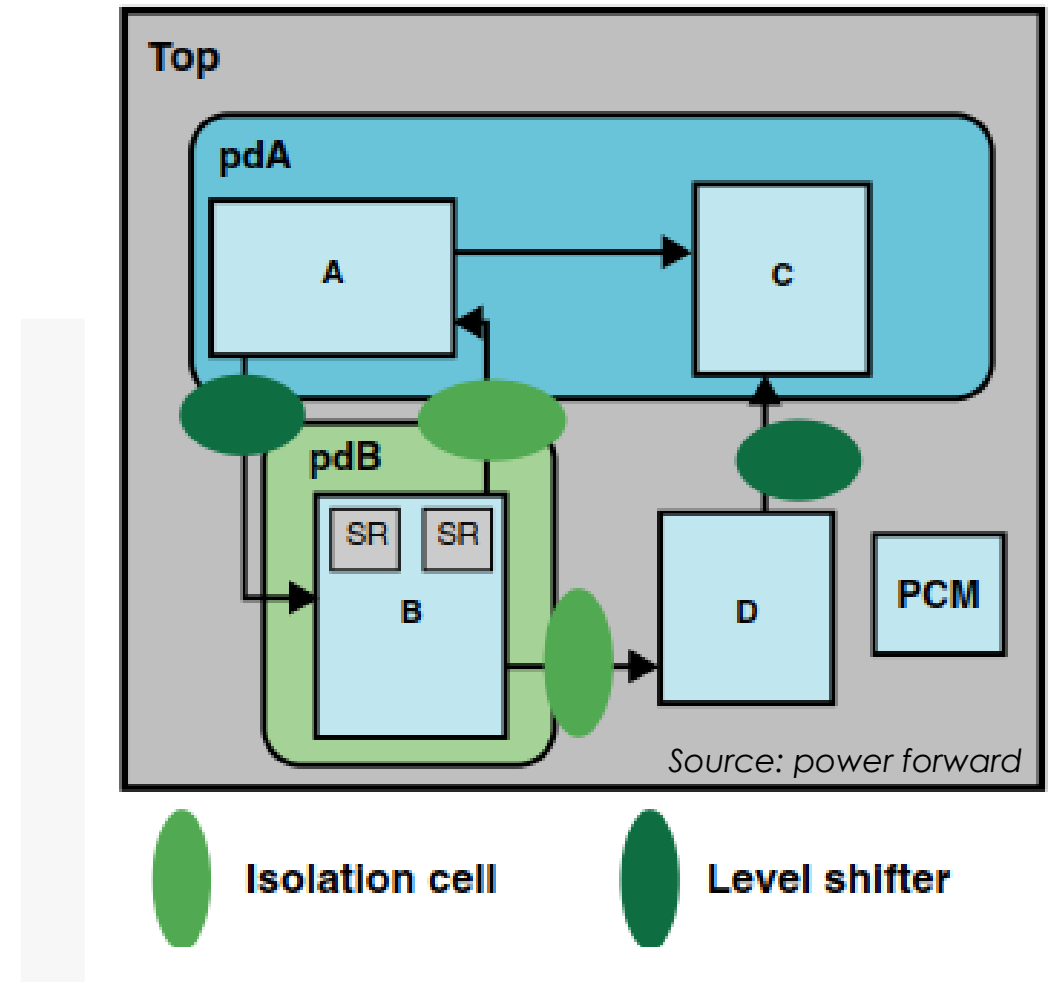 Top
pdA
A
C
pdB
SR
SR
B
D
PCM
Source: power forward
Isolation cell
Level shifter